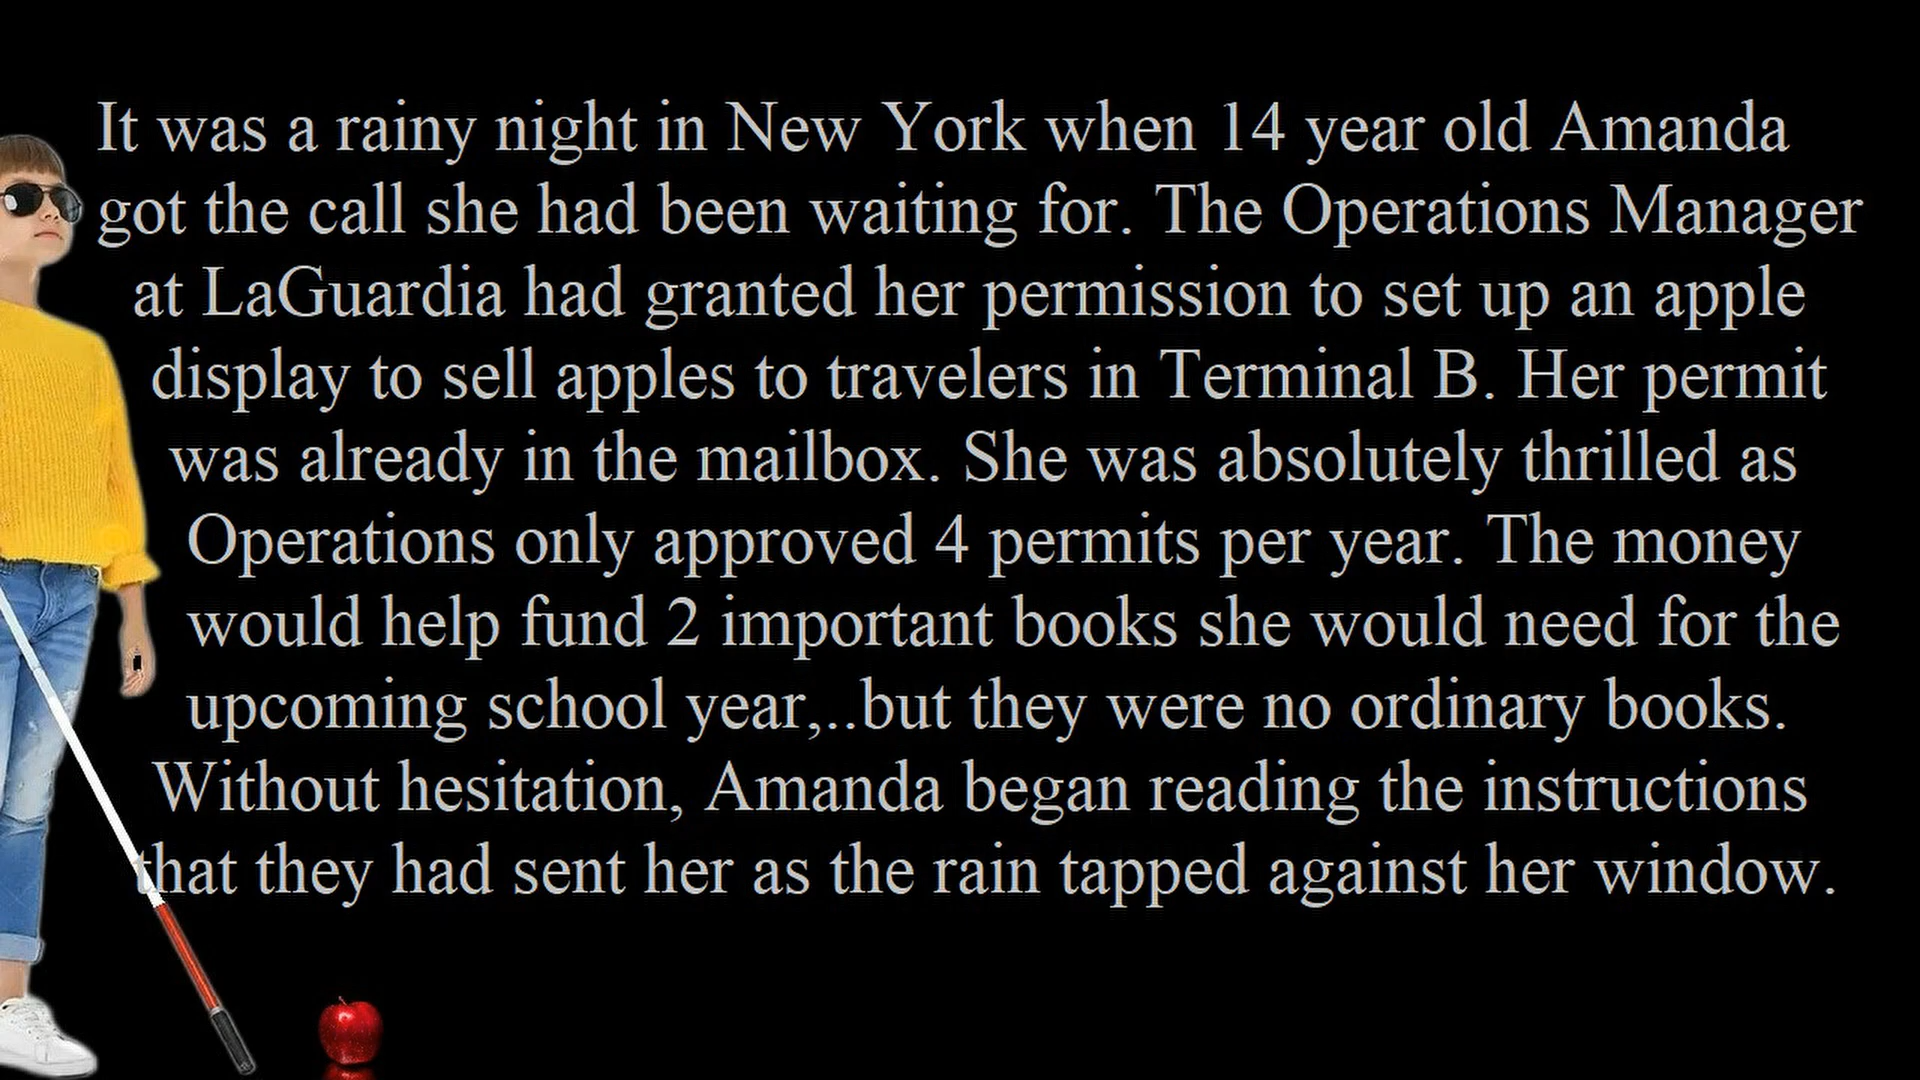 It was a rainy night in New York when 14 year old Amanda
got the call she had been waiting for. The Operations Manager
at LaGuardia had granted her permission to set up an apple
display to sell apples to travelers in Terminal B. Her permit
was already in the mailbox. She was absolutely thrilled as
Operations only approved 4 permits per year. The money
would help fund 2 important books she would need for the
upcoming school year,..but they were no ordinary books.
Without hesitation, Amanda began reading the instructions
that they had sent her as the rain tapped against her window.